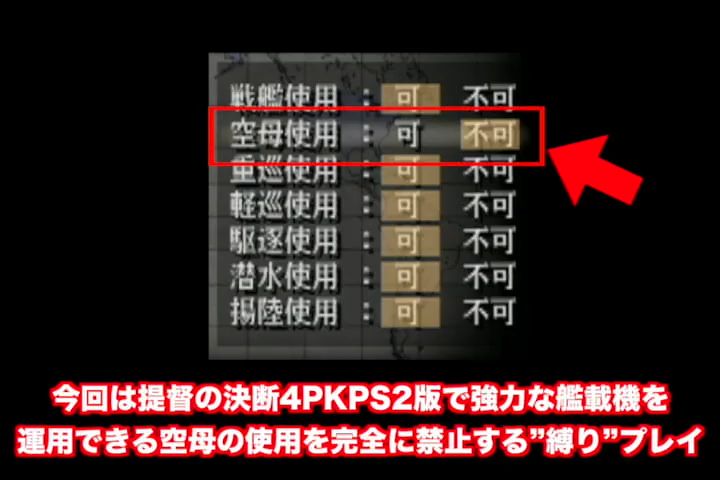 戦艦使用 : 可 不可
空母使用 : 可 不可
重巡使用 : 可 不可
軽巡使用 : 可 不可
駆逐使用 : 可 不可
潜水使用 : 可 不可
揚陸使用 : 可 不可
今回は提督の決断4PKPS2版で強力な艦載機を
運用できる空母の使用を完全に禁止する”縛り”プレイ